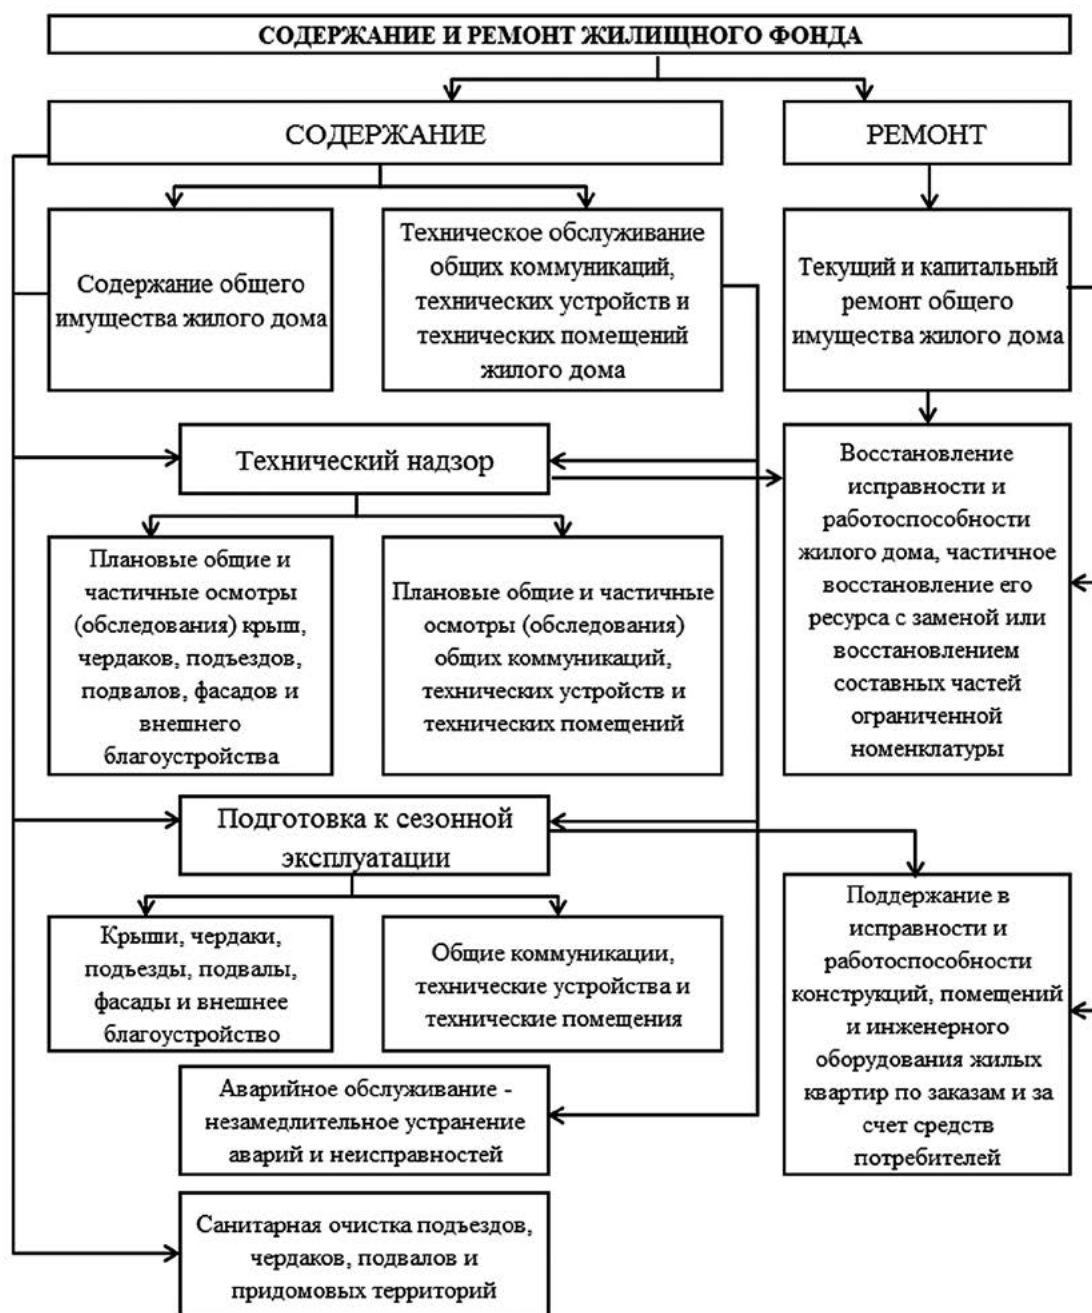 СОДЕРЖАНИЕ И РЕМОНТ ЖИЛИЩНОГО ФОНДА
СОДЕРЖАНИЕ
РЕМОНТ
Содержание общего
имущества жилого дома
Техническое обслуживание
общих коммуникаций,
технических устройств и
технических помещений
жилого дома
Текущий и капитальный
ремонт общего
имущества жилого дома
Технический надзор
Восстановление
исправности и
работоспособности
жилого дома, частичное
восстановление его
ресурса с заменой или
восстановлением
составных частей
ограниченной
номенклатуры
Плановые общие и
частичные осмотры
(обследования) крыш,
чердаков, подъездов,
подвалов, фасадов и
внешнего
благоустройства
Плановые общие и частичные
осмотры (обследования)
общих коммуникаций,
технических устройств и
технических помещений
Подготовка к сезонной
эксплуатации
Крыши, чердаки,
подъезды, подвалы,
фасады и внешнее
благоустройство
Общие коммуникации,
технические устройства и
технические помещения
Поддержание в
исправности и
работоспособности
конструкций, помещений
и инженерного
оборудования жилых
квартир по заказам и за
счет средств
потребителей
Аварийное обслуживание -
незамедлительное устранение
аварий и неисправностей
Санитарная очистка подъездов,
чердаков, подвалов и
придомовых территорий